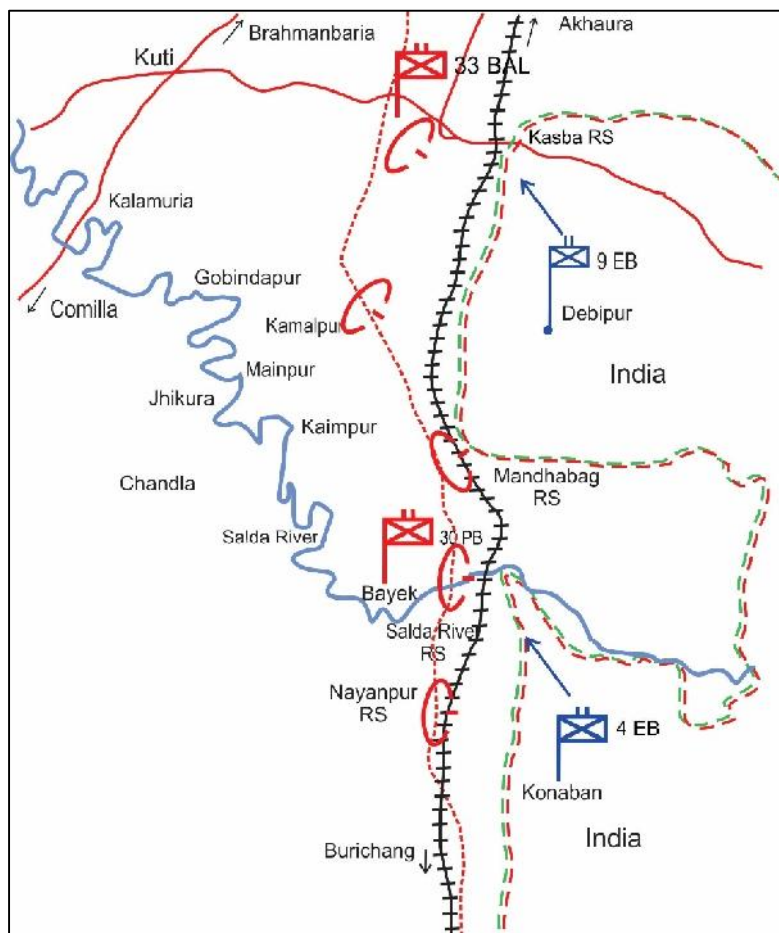 Akhaura
Brahmanbaria
Kuti
33 BAL
Kasba RS
Kalamuria
9 EB
Gobindapur
Comilla
Kamalpur
Debipur
Mainpur
India
Jhikura
Kaimpur
Chandla
Mandhabag
RS
Salda River
30 PB
Bayek
Salda River
RS
Nayanpur
RS
4 EB
Konaban
Burichang
India